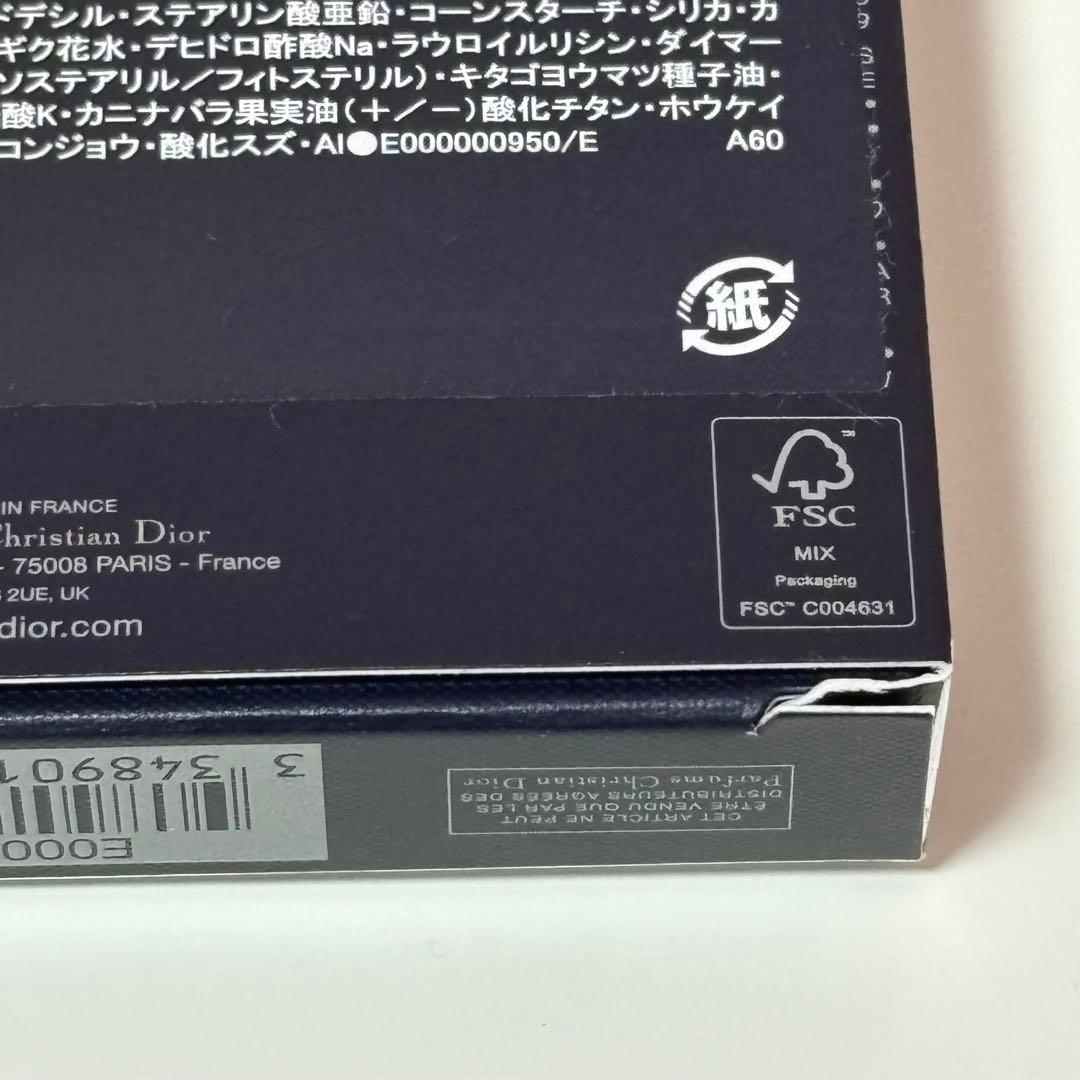 ドデシル・ステアリン酸亜鉛・コーンスターチ・シリカ・カ
ギク花水・デヒドロ酢酸Na・ラウロイルリシン・ダイマー
ソステアリル／フィトステリル）・キタゴヨウマツ種子油・
酸K・カニナバラ果実油（＋／－）酸化チタン・ホウケイ
コンジョウ・酸化スズ・Al●E000000950/E A60
紙
FSC™
MIX
Packaging
FSC™ C004631
IN FRANCE
Christian Dior
- 75008 PARIS - France
2UE, UK
dior.com
3 348901
E000
CET ARTICLE NE PEUT
ÊTRE VENDU QUE PAR LES
DISTRIBUTEURS AGRÉÉS DES
Parfums Christian Dior